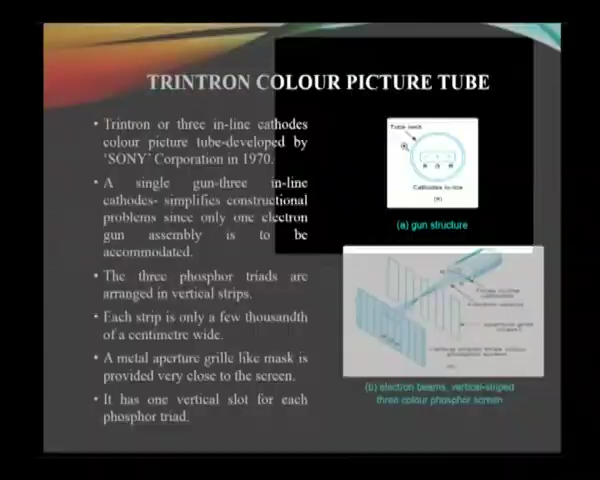 TRINTRON COLOUR PICTURE TUBE
• Trintron or three in-line cathodes
colour picture tube-developed by
'SONY' Corporation in 1970.
• A single gun-three in-line
cathodes- simplifies constructional
problems since only one electron
gun assembly is to be
accommodated.
• The three phosphor triads are
arranged in vertical strips.
• Each strip is only a few thousandth
of a centimetre wide.
• A metal aperture grille like mask is
provided very close to the screen.
• It has one vertical slot for each
phosphor triad.
Tube neck
Cathodes in-line
(a)
(a) gun structure
(b) electron beams, vertical-striped
three colour phosphor screen